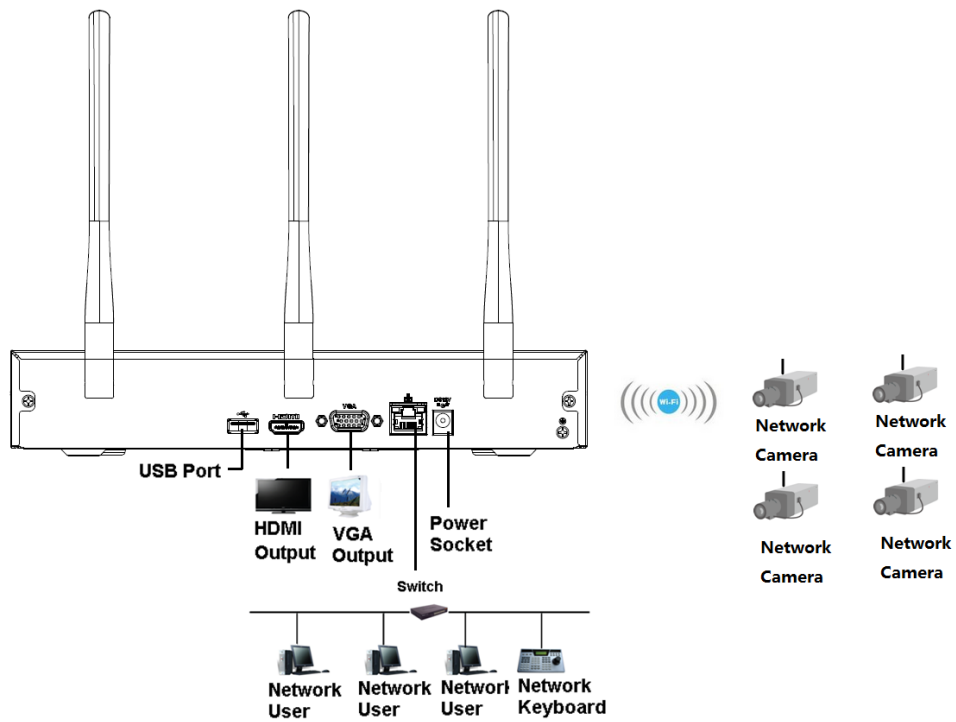 HDMI
VGA
USB Port
HDMI
Output
VGA
Output
Power
Socket
Switch
Network
User
Network
User
Network
User
Network
Keyboard
Wi-Fi
Network
Camera
Network
Camera
Network
Camera
Network
Camera